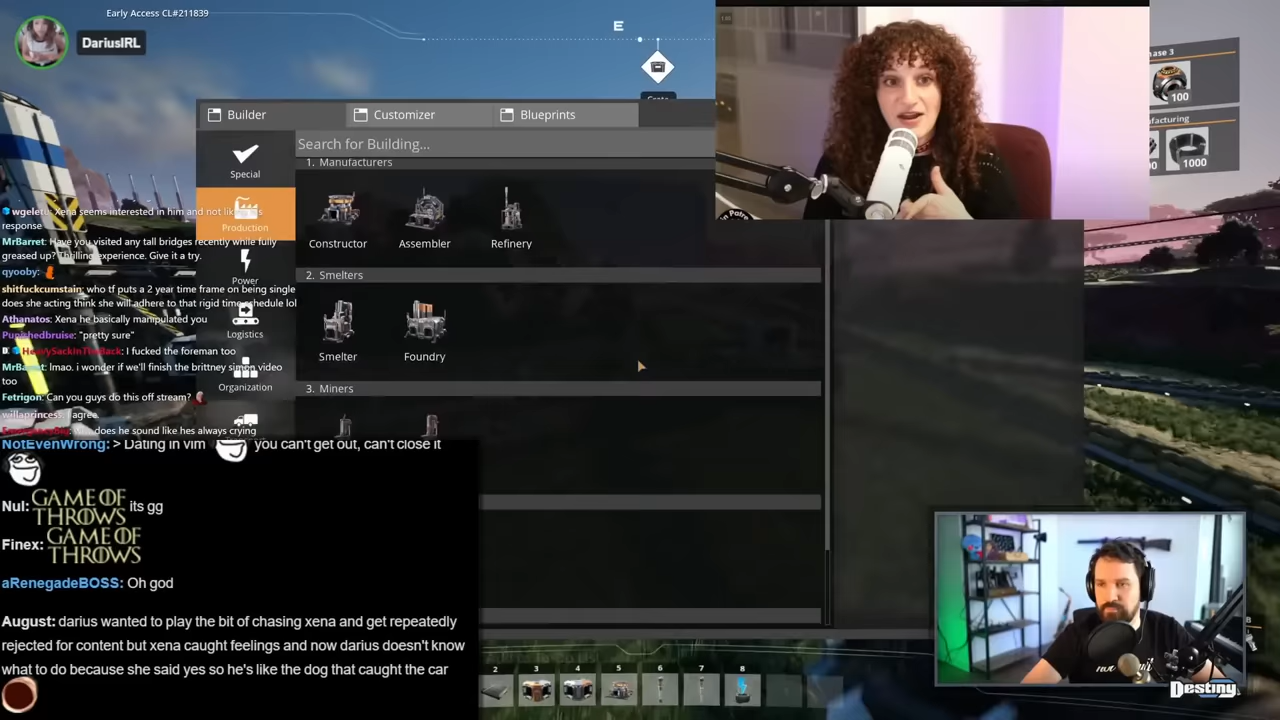 Early Access CL#211839
DariusIRL
E
Crate
Phase 3
100
1000
Builder
Customizer
Blueprints
Search for Building...
Special
Production
Power
Logistics
Organization
1. Manufacturers
Constructor
Assembler
Refinery
2. Smelters
Smelter
Foundry
3. Miners
Xena seems interested in him and not
response
MrBarret: Have you visited any tall bridges recently while fully
greased up? Thrilling experience. Give it a try.
qyooby:
shitfuckcumstain: who tf puts a 2 year time frame on being single
does she acting think she will adhere to that rigid time schedule lol
Athanatos: Xena he basically manipulated you
Punishedbruise: "pretty sure"
HeavySackInTheBack: I fucked the foreman too
MrBarret: lmao. i wonder if we'll finish the brittney simon video
too
Fetrigon: Can you guys do this off stream?
willaprincess: I agree
does he sound like hes always crying
NotEvenWrong: > Dating in vim you can't get out, can't close it
Nul: GAME OF THROWS its gg
Finex: GAME OF THROWS
aRenegadeBOSS: Oh god
August: darius wanted to play the bit of chasing xena and get repeatedly
rejected for content but xena caught feelings and now darius doesn't know
what to do because she said yes so he's like the dog that caught the car
2 3 4 5 6 7 8
Destiny